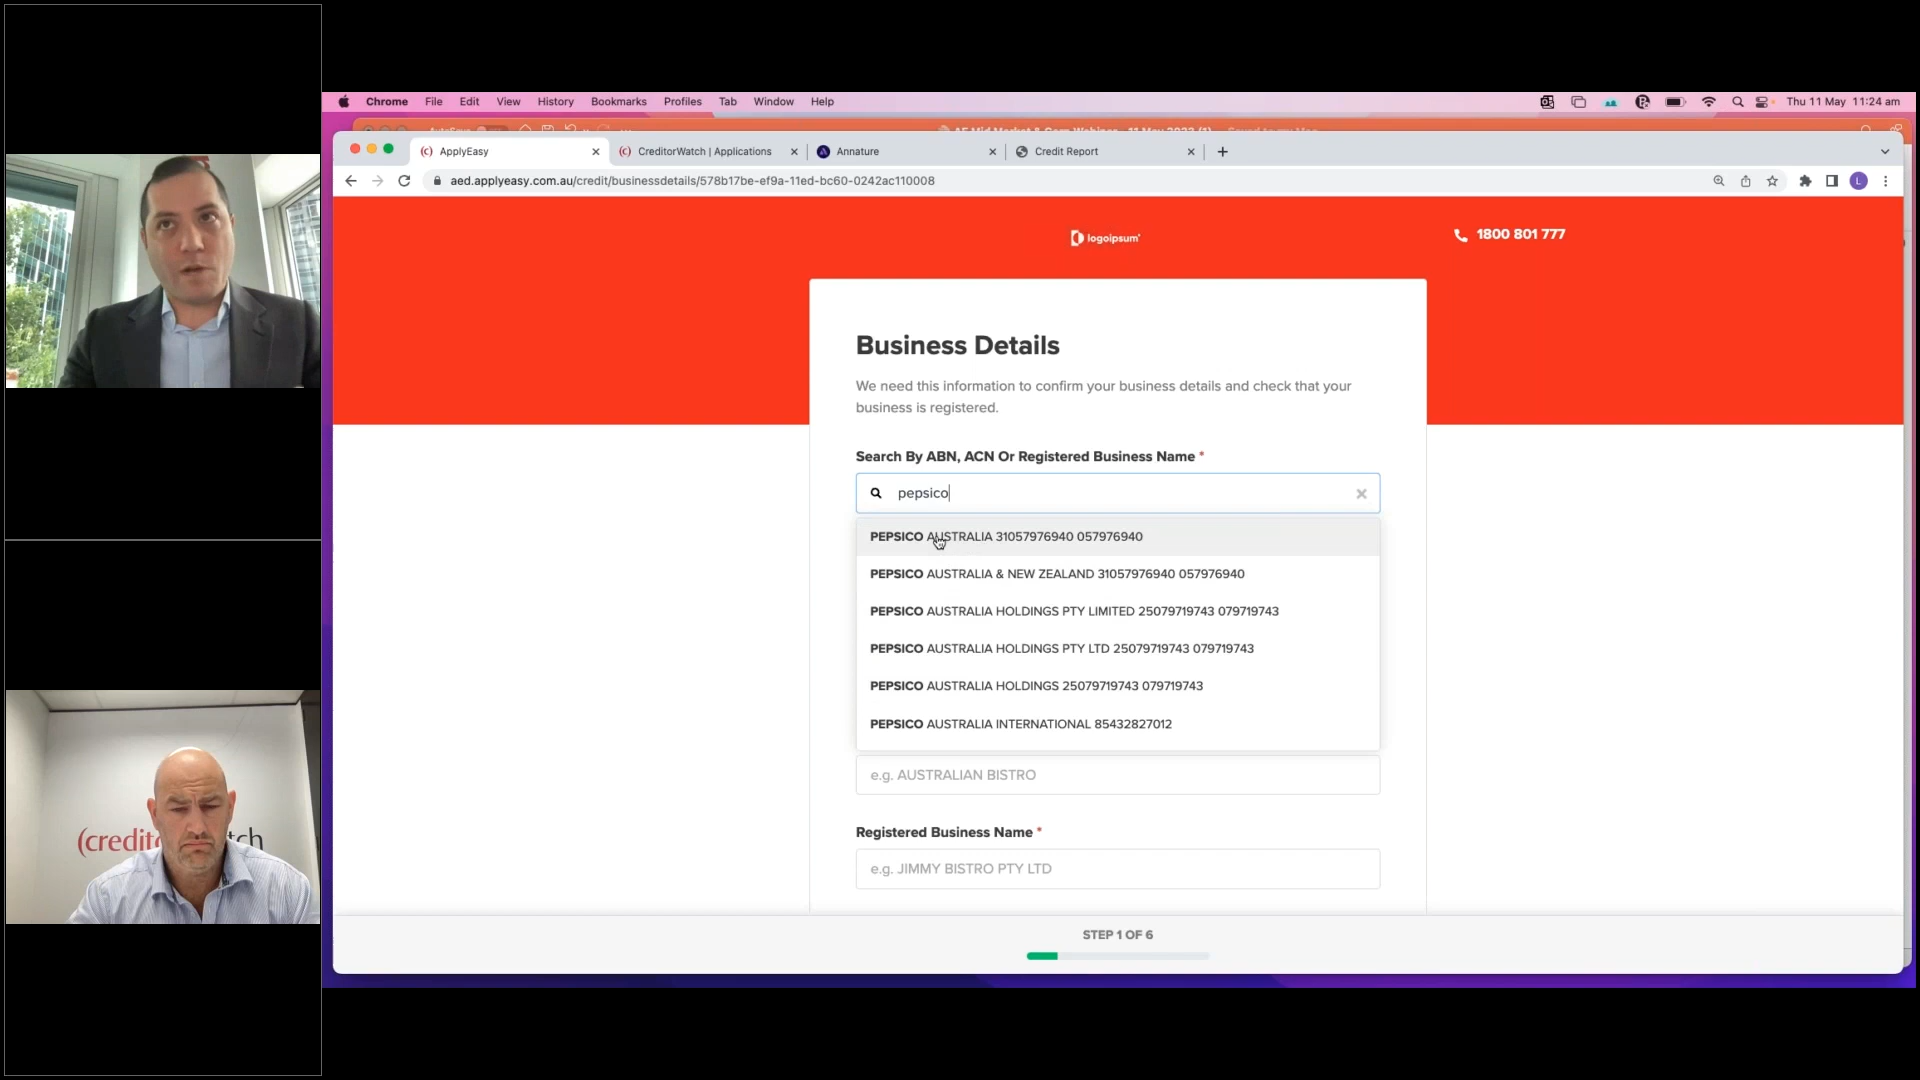 Chrome File Edit View History Bookmarks Profiles Tab Window Help
Thu 11 May 11:24 am
ApplyEasy
CreditorWatch | Applications
Annature
Credit Report
aed.applyeasy.com.au/credit/businessdetails/578b17be-ef9a-11ed-bc60-0242ac110008
L
logoipsum
1800 801 777
Business Details
We need this information to confirm your business details and check that your
business is registered.
Search By ABN, ACN Or Registered Business Name *
pepsico
PEPSICO AUSTRALIA 31057976940 057976940
PEPSICO AUSTRALIA & NEW ZEALAND 31057976940 057976940
PEPSICO AUSTRALIA HOLDINGS PTY LIMITED 25079719743 079719743
PEPSICO AUSTRALIA HOLDINGS PTY LTD 25079719743 079719743
PEPSICO AUSTRALIA HOLDINGS 25079719743 079719743
PEPSICO AUSTRALIA INTERNATIONAL 85432827012
e.g. AUSTRALIAN BISTRO
Registered Business Name *
e.g. JIMMY BISTRO PTY LTD
STEP 1 OF 6